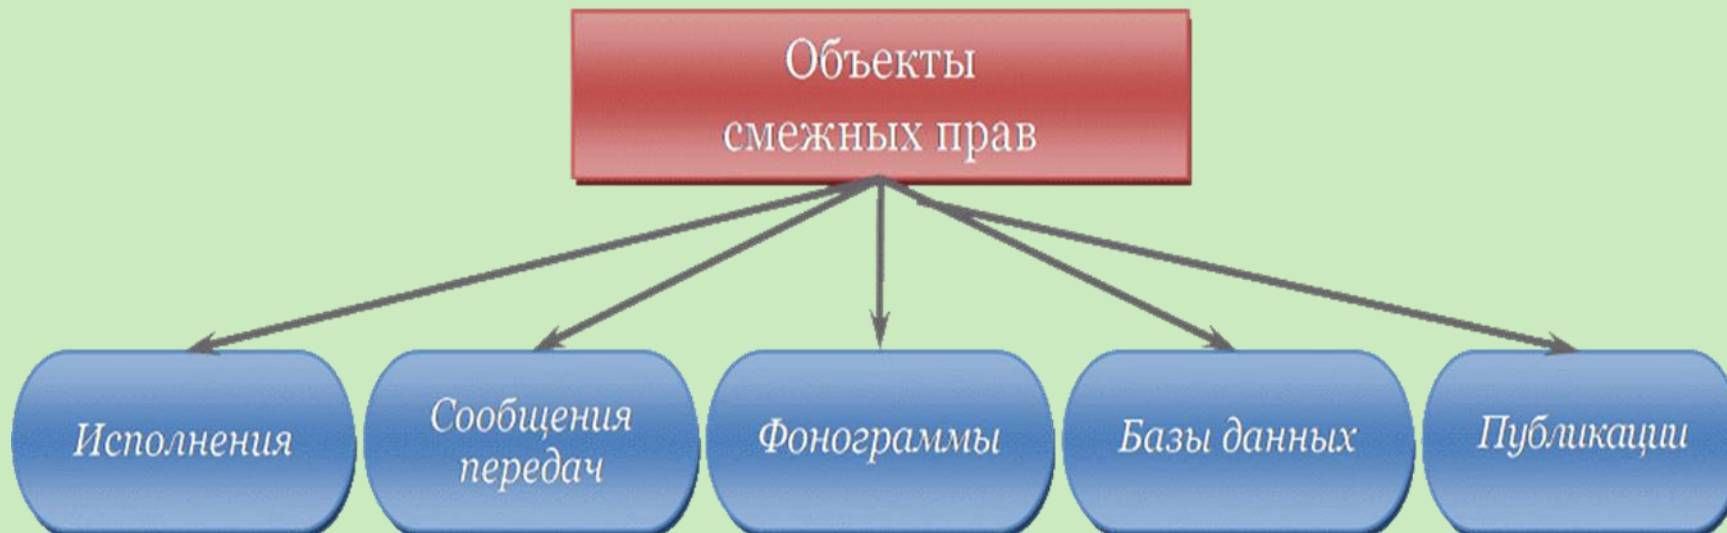 Объекты
смежных прав
Исполнения
Сообщения
передач
Фонограммы
Базы данных
Публикации